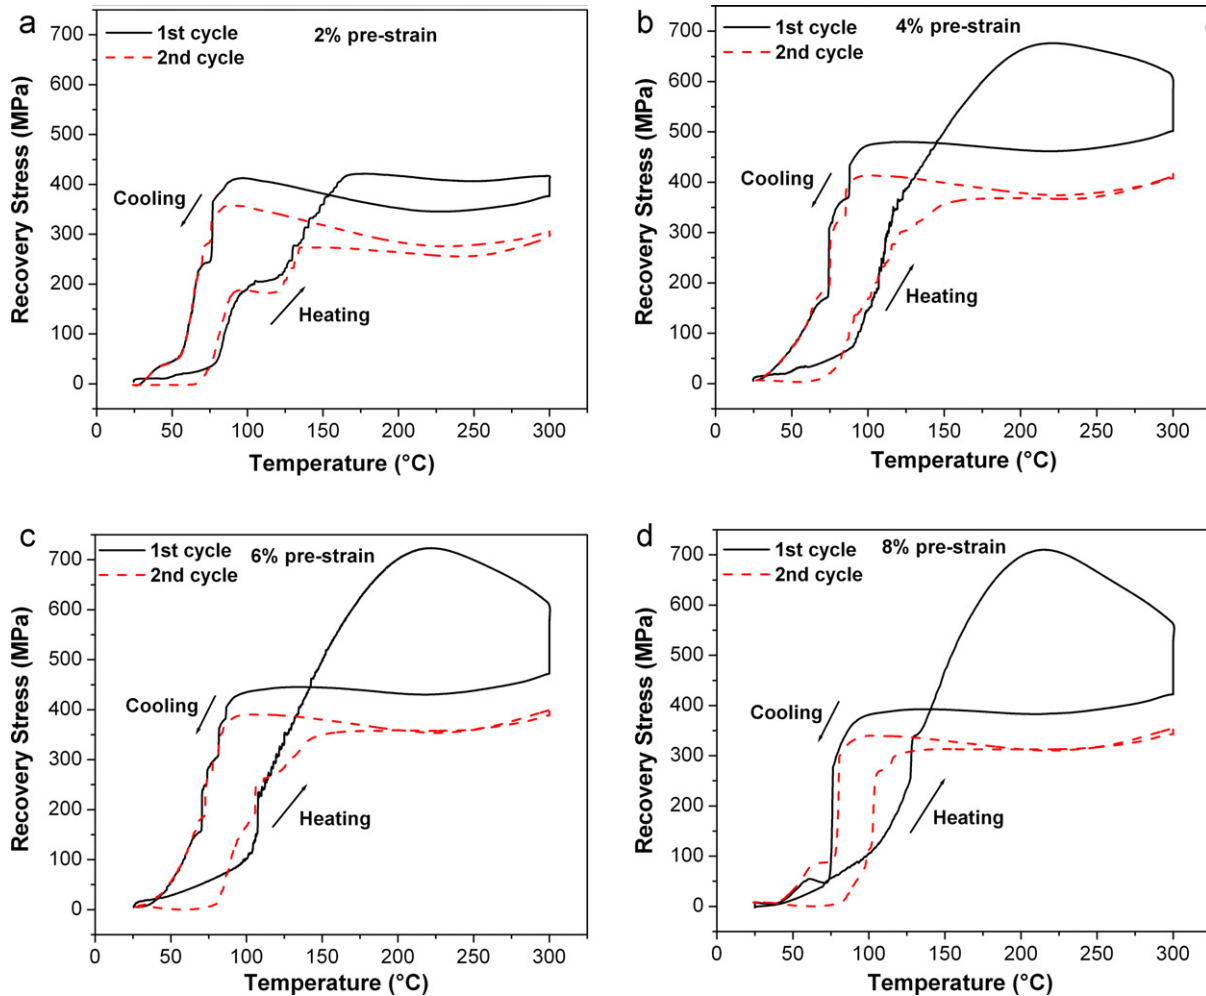 a
2% pre-strain
1st cycle
2nd cycle
Cooling
Heating
Recovery Stress (MPa)
700
600
500
400
300
200
100
0
0 50 100 150 200 250 300
Temperature (°C)
b
4% pre-strain
1st cycle
2nd cycle
Cooling
Heating
Recovery Stress (MPa)
700
600
500
400
300
200
100
0
0 50 100 150 200 250 300
Temperature (°C)
c
6% pre-strain
1st cycle
2nd cycle
Cooling
Heating
Recovery Stress (MPa)
700
600
500
400
300
200
100
0
0 50 100 150 200 250 300
Temperature (°C)
d
8% pre-strain
1st cycle
2nd cycle
Cooling
Heating
Recovery Stress (MPa)
700
600
500
400
300
200
100
0
0 50 100 150 200 250 300
Temperature (°C)